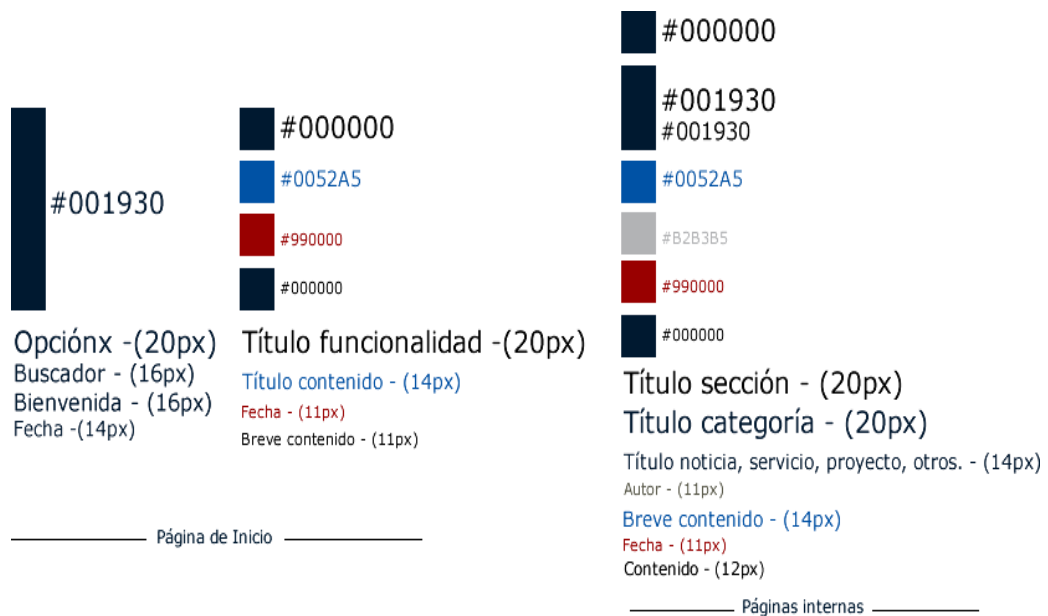 #001930
Opciónx -(20px)
Buscador - (16px)
Bienvenida - (16px)
Fecha -(14px)
#000000
#0052A5
#990000
#000000
Título funcionalidad -(20px)
Título contenido - (14px)
Fecha - (11px)
Breve contenido - (11px)
Página de Inicio
#000000
#001930
#001930
#0052A5
#B2B3B5
#990000
#000000
Título sección - (20px)
Título categoría - (20px)
Título noticia, servicio, proyecto, otros. - (14px)
Autor - (11px)
Breve contenido - (14px)
Fecha - (11px)
Contenido - (12px)
Páginas internas